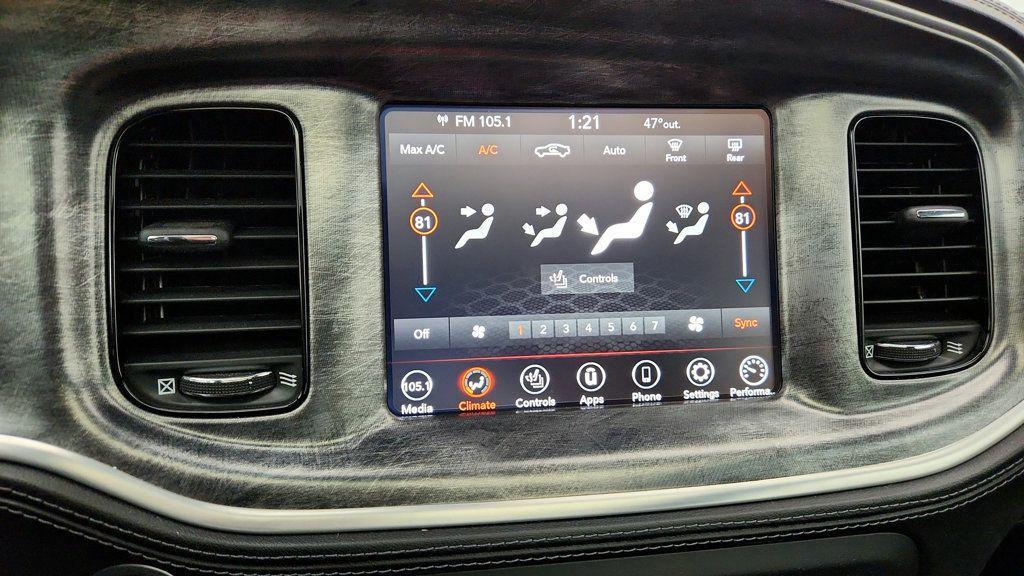 FM 105.1 1:21 47°out.
Max A/C A/C Auto Front Rear
81 81
Controls
Off 1 2 3 4 5 6 7 Sync
105.1
Media Climate Controls Apps Phone Settings Performa..